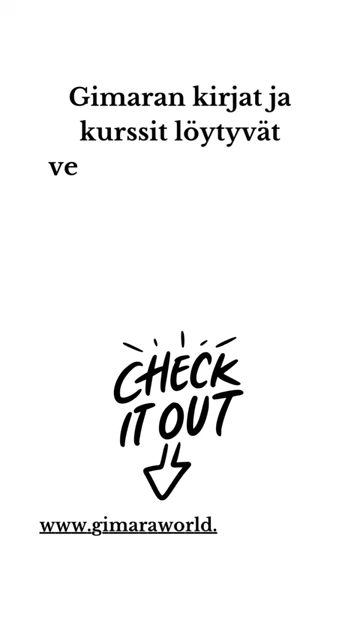 Gimaran kirjat ja
kurssit löytyvät
ve
CHECK
IT OUT
www.gimaraworld.